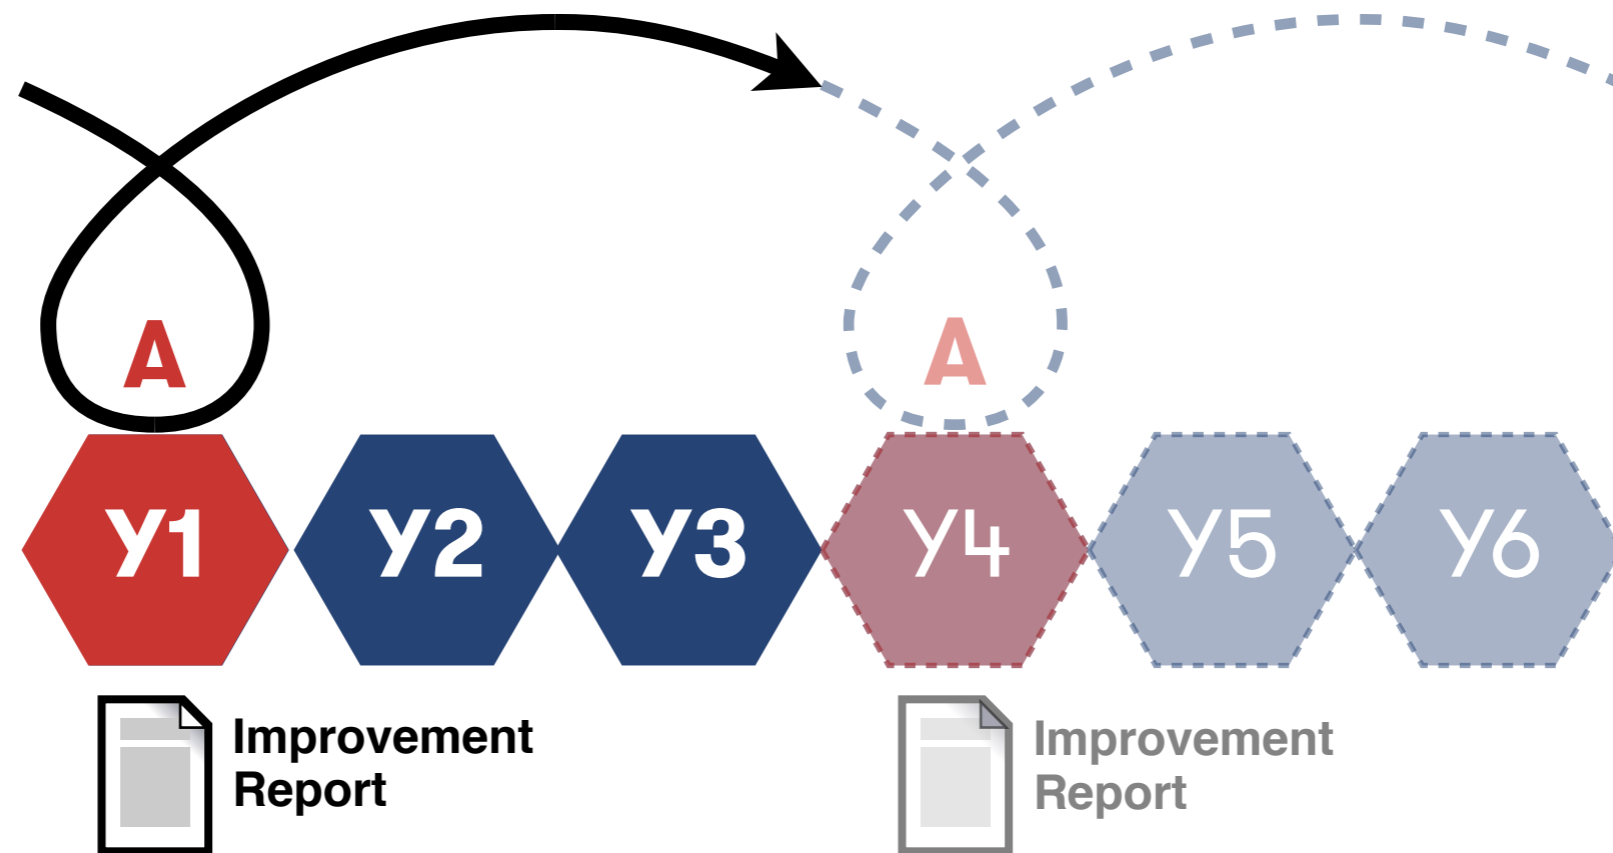 A
A
Y1
Y2
Y3
Y4
Y5
Y6
Improvement
Report
Improvement
Report